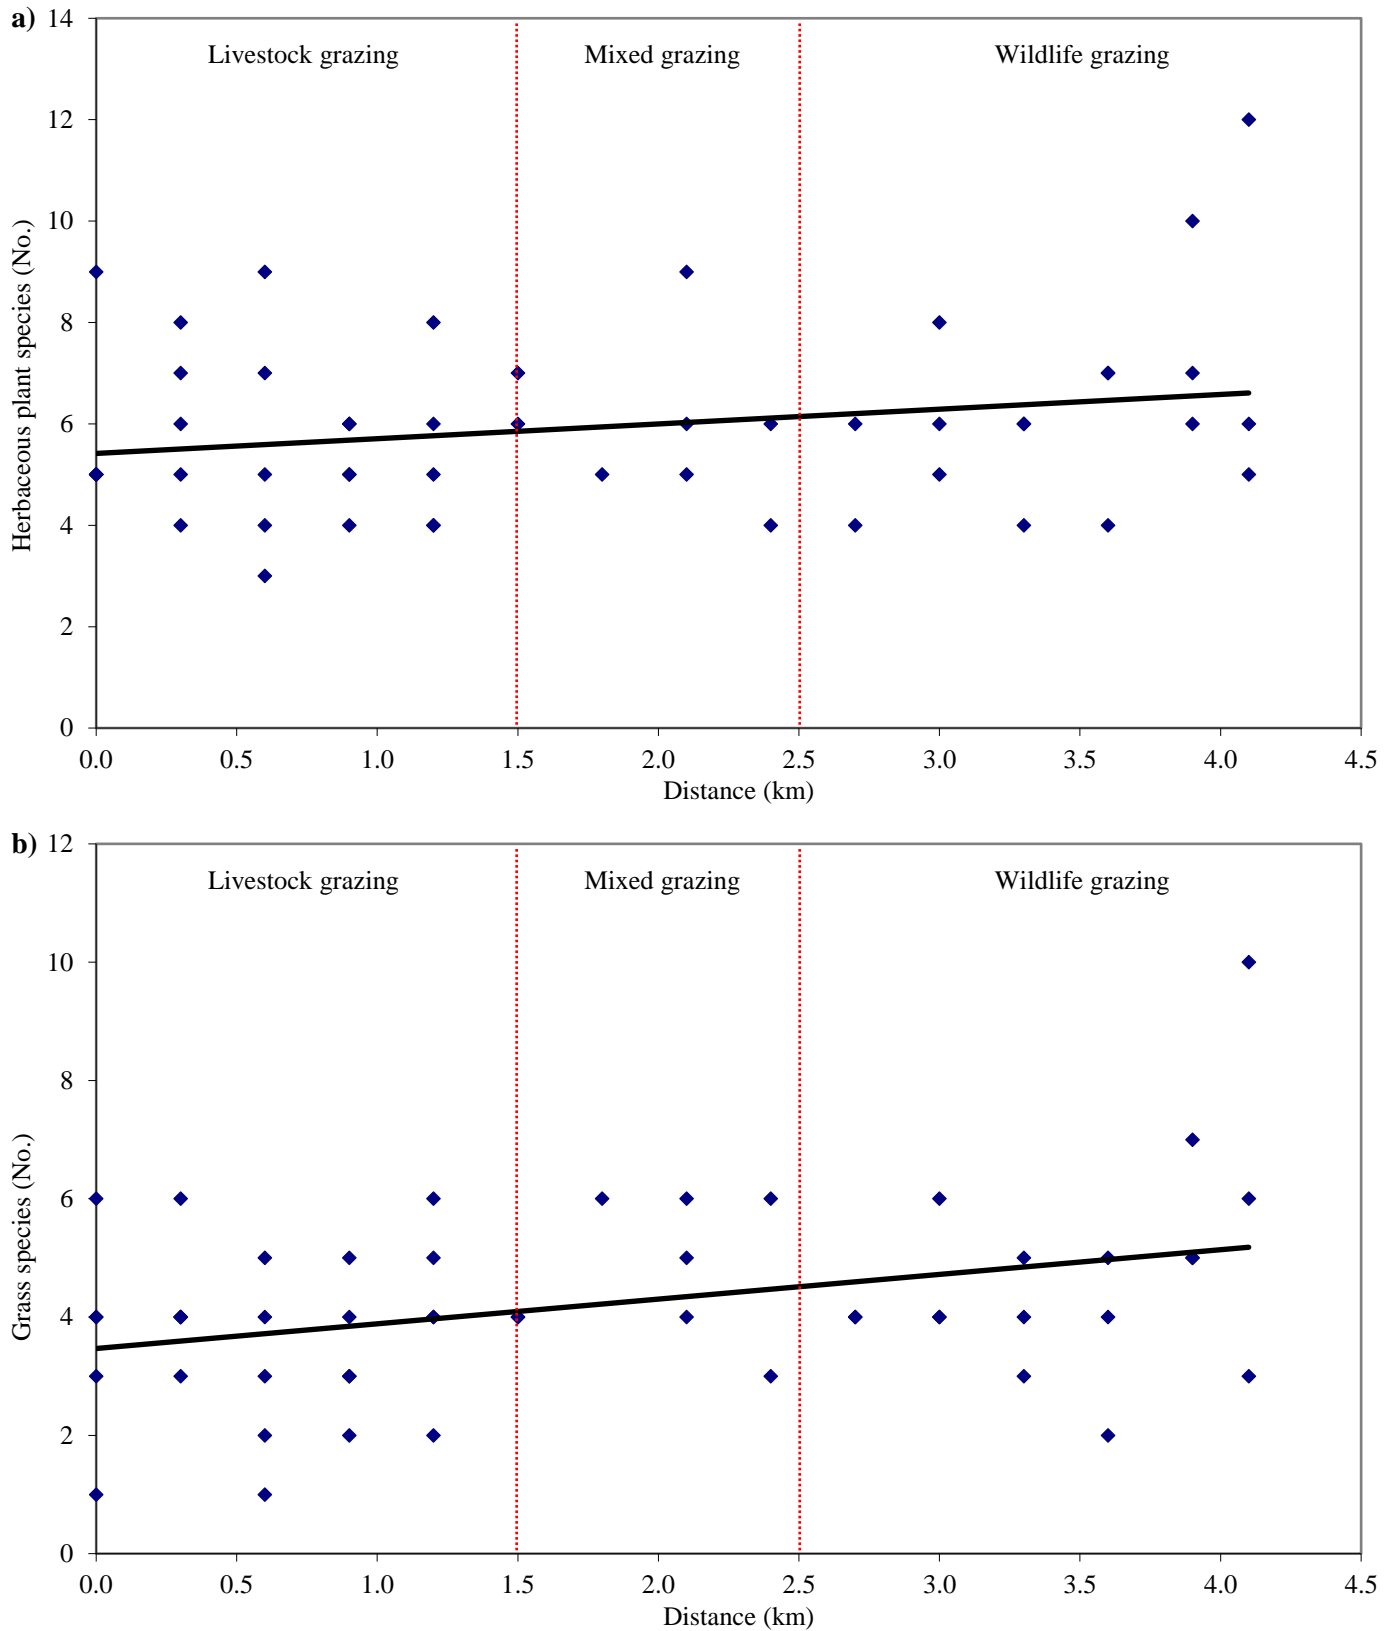 a)
14
Livestock grazing Mixed grazing Wildlife grazing
12
10
8
6
4
2
0
Herbaceous plant species (No.)
0.0 0.5 1.0 1.5 2.0 2.5 3.0 3.5 4.0 4.5
Distance (km)
b)
12
Livestock grazing Mixed grazing Wildlife grazing
10
8
6
4
2
0
Grass species (No.)
0.0 0.5 1.0 1.5 2.0 2.5 3.0 3.5 4.0 4.5
Distance (km)